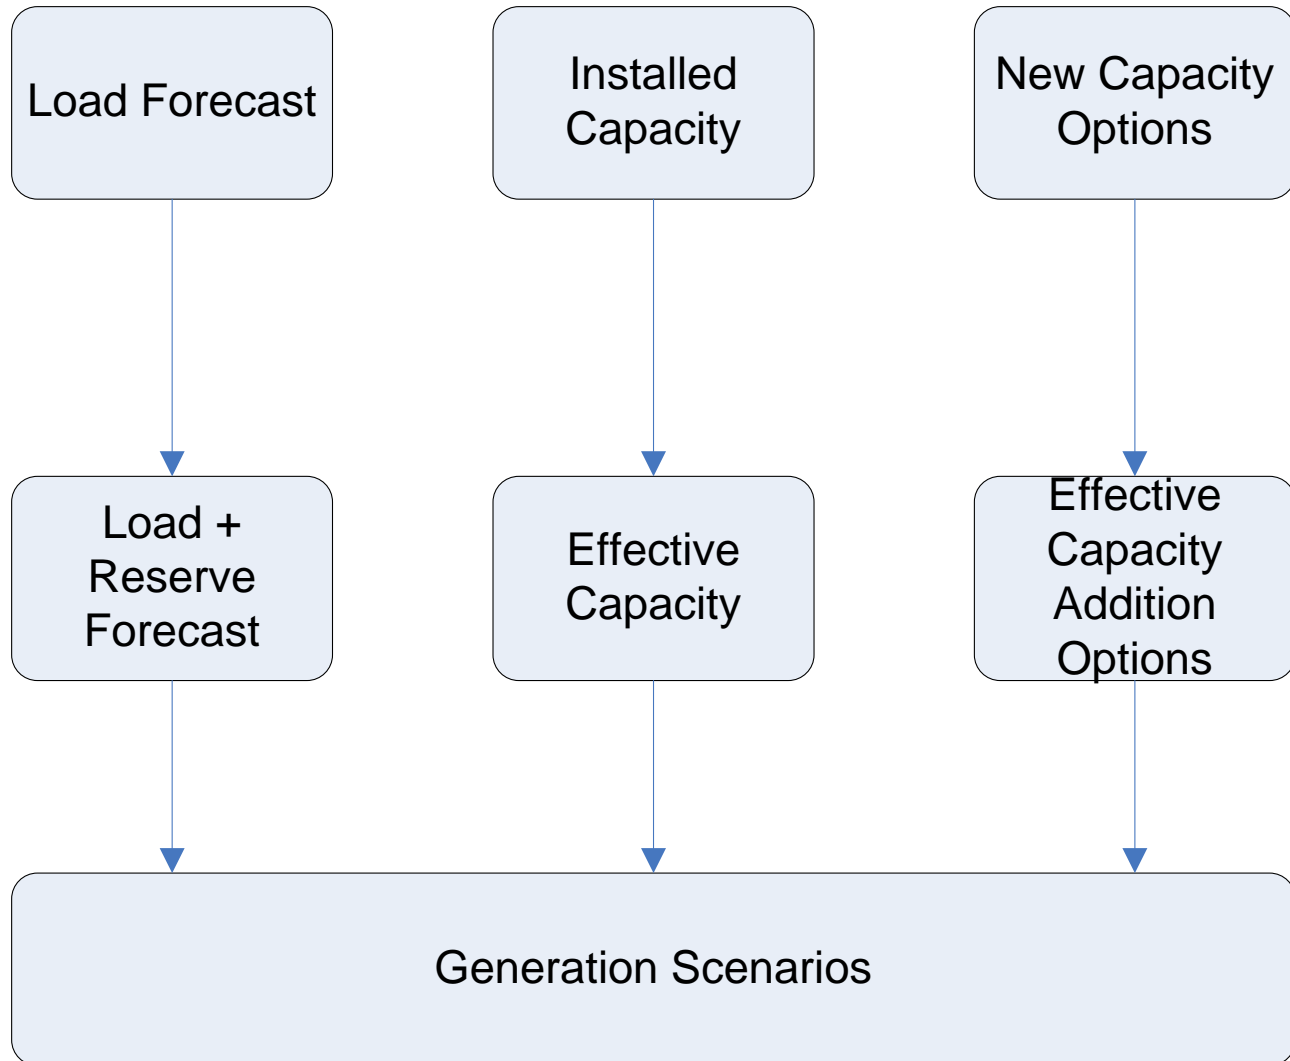 Load Forecast
Installed
Capacity
New Capacity
Options
Load +
Reserve
Forecast
Effective
Capacity
Effective
Capacity
Addition
Options
Generation Scenarios